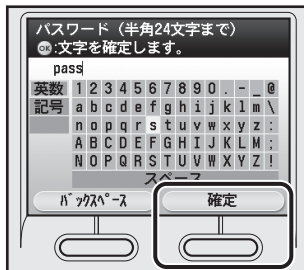 パスワード（半角24文字まで）
OK:文字を確定します。
pass
英数 1 2 3 4 5 6 7 8 9 0 . - _ @
記号 a b c d e f g h i j k l m \
n o p q r s t u v w x y z :
A B C D E F G H I J K L M ;
N O P Q R S T U V W X Y Z !
スペース
バックスペース 確定